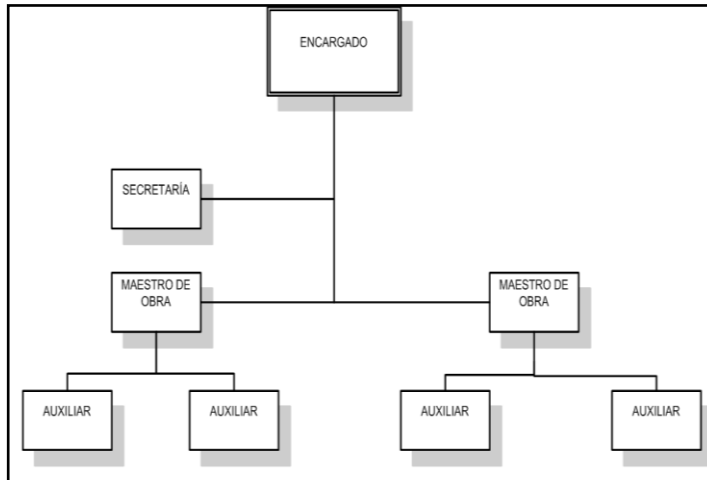 ENCARGADO
SECRETARÍA
MAESTRO DE
OBRA
MAESTRO DE
OBRA
AUXILIAR
AUXILIAR
AUXILIAR
AUXILIAR